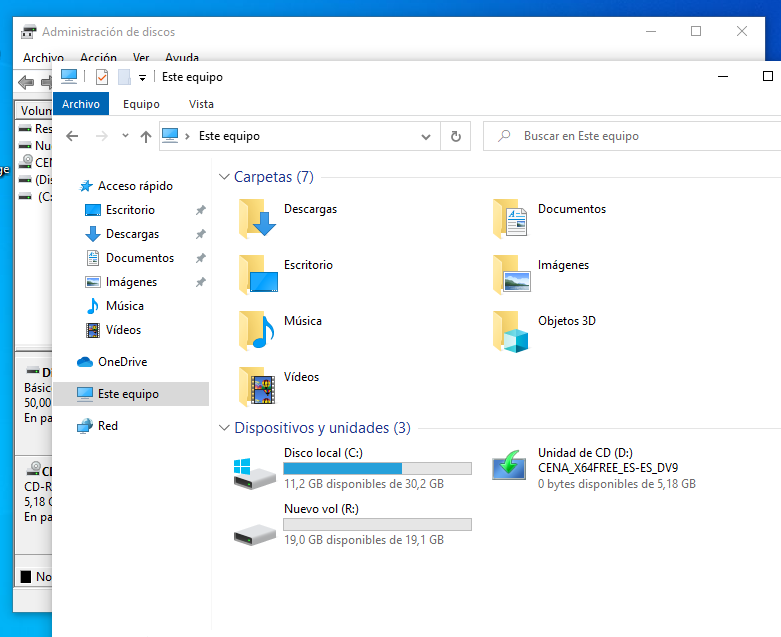 Administración de discos
Archivo Acción Ver Ayuda
Este equipo
Archivo Equipo Vista
Este equipo
Buscar en Este equipo
Volum
Res
Nu
CEN
(Dis
(C:
ge
Acceso rápido
Escritorio
Descargas
Documentos
Imágenes
Música
Vídeos
OneDrive
Este equipo
Red
Carpetas (7)
Descargas
Documentos
Escritorio
Imágenes
Música
Objetos 3D
Vídeos
Dispositivos y unidades (3)
Disco local (C:)
11,2 GB disponibles de 30,2 GB
Unidad de CD (D:)
CENA_X64FREE_ES-ES_DV9
0 bytes disponibles de 5,18 GB
Nuevo vol (R:)
19,0 GB disponibles de 19,1 GB
Di
Básic
50,00
En pa
CD
CD-R
5,18 G
En pa
No